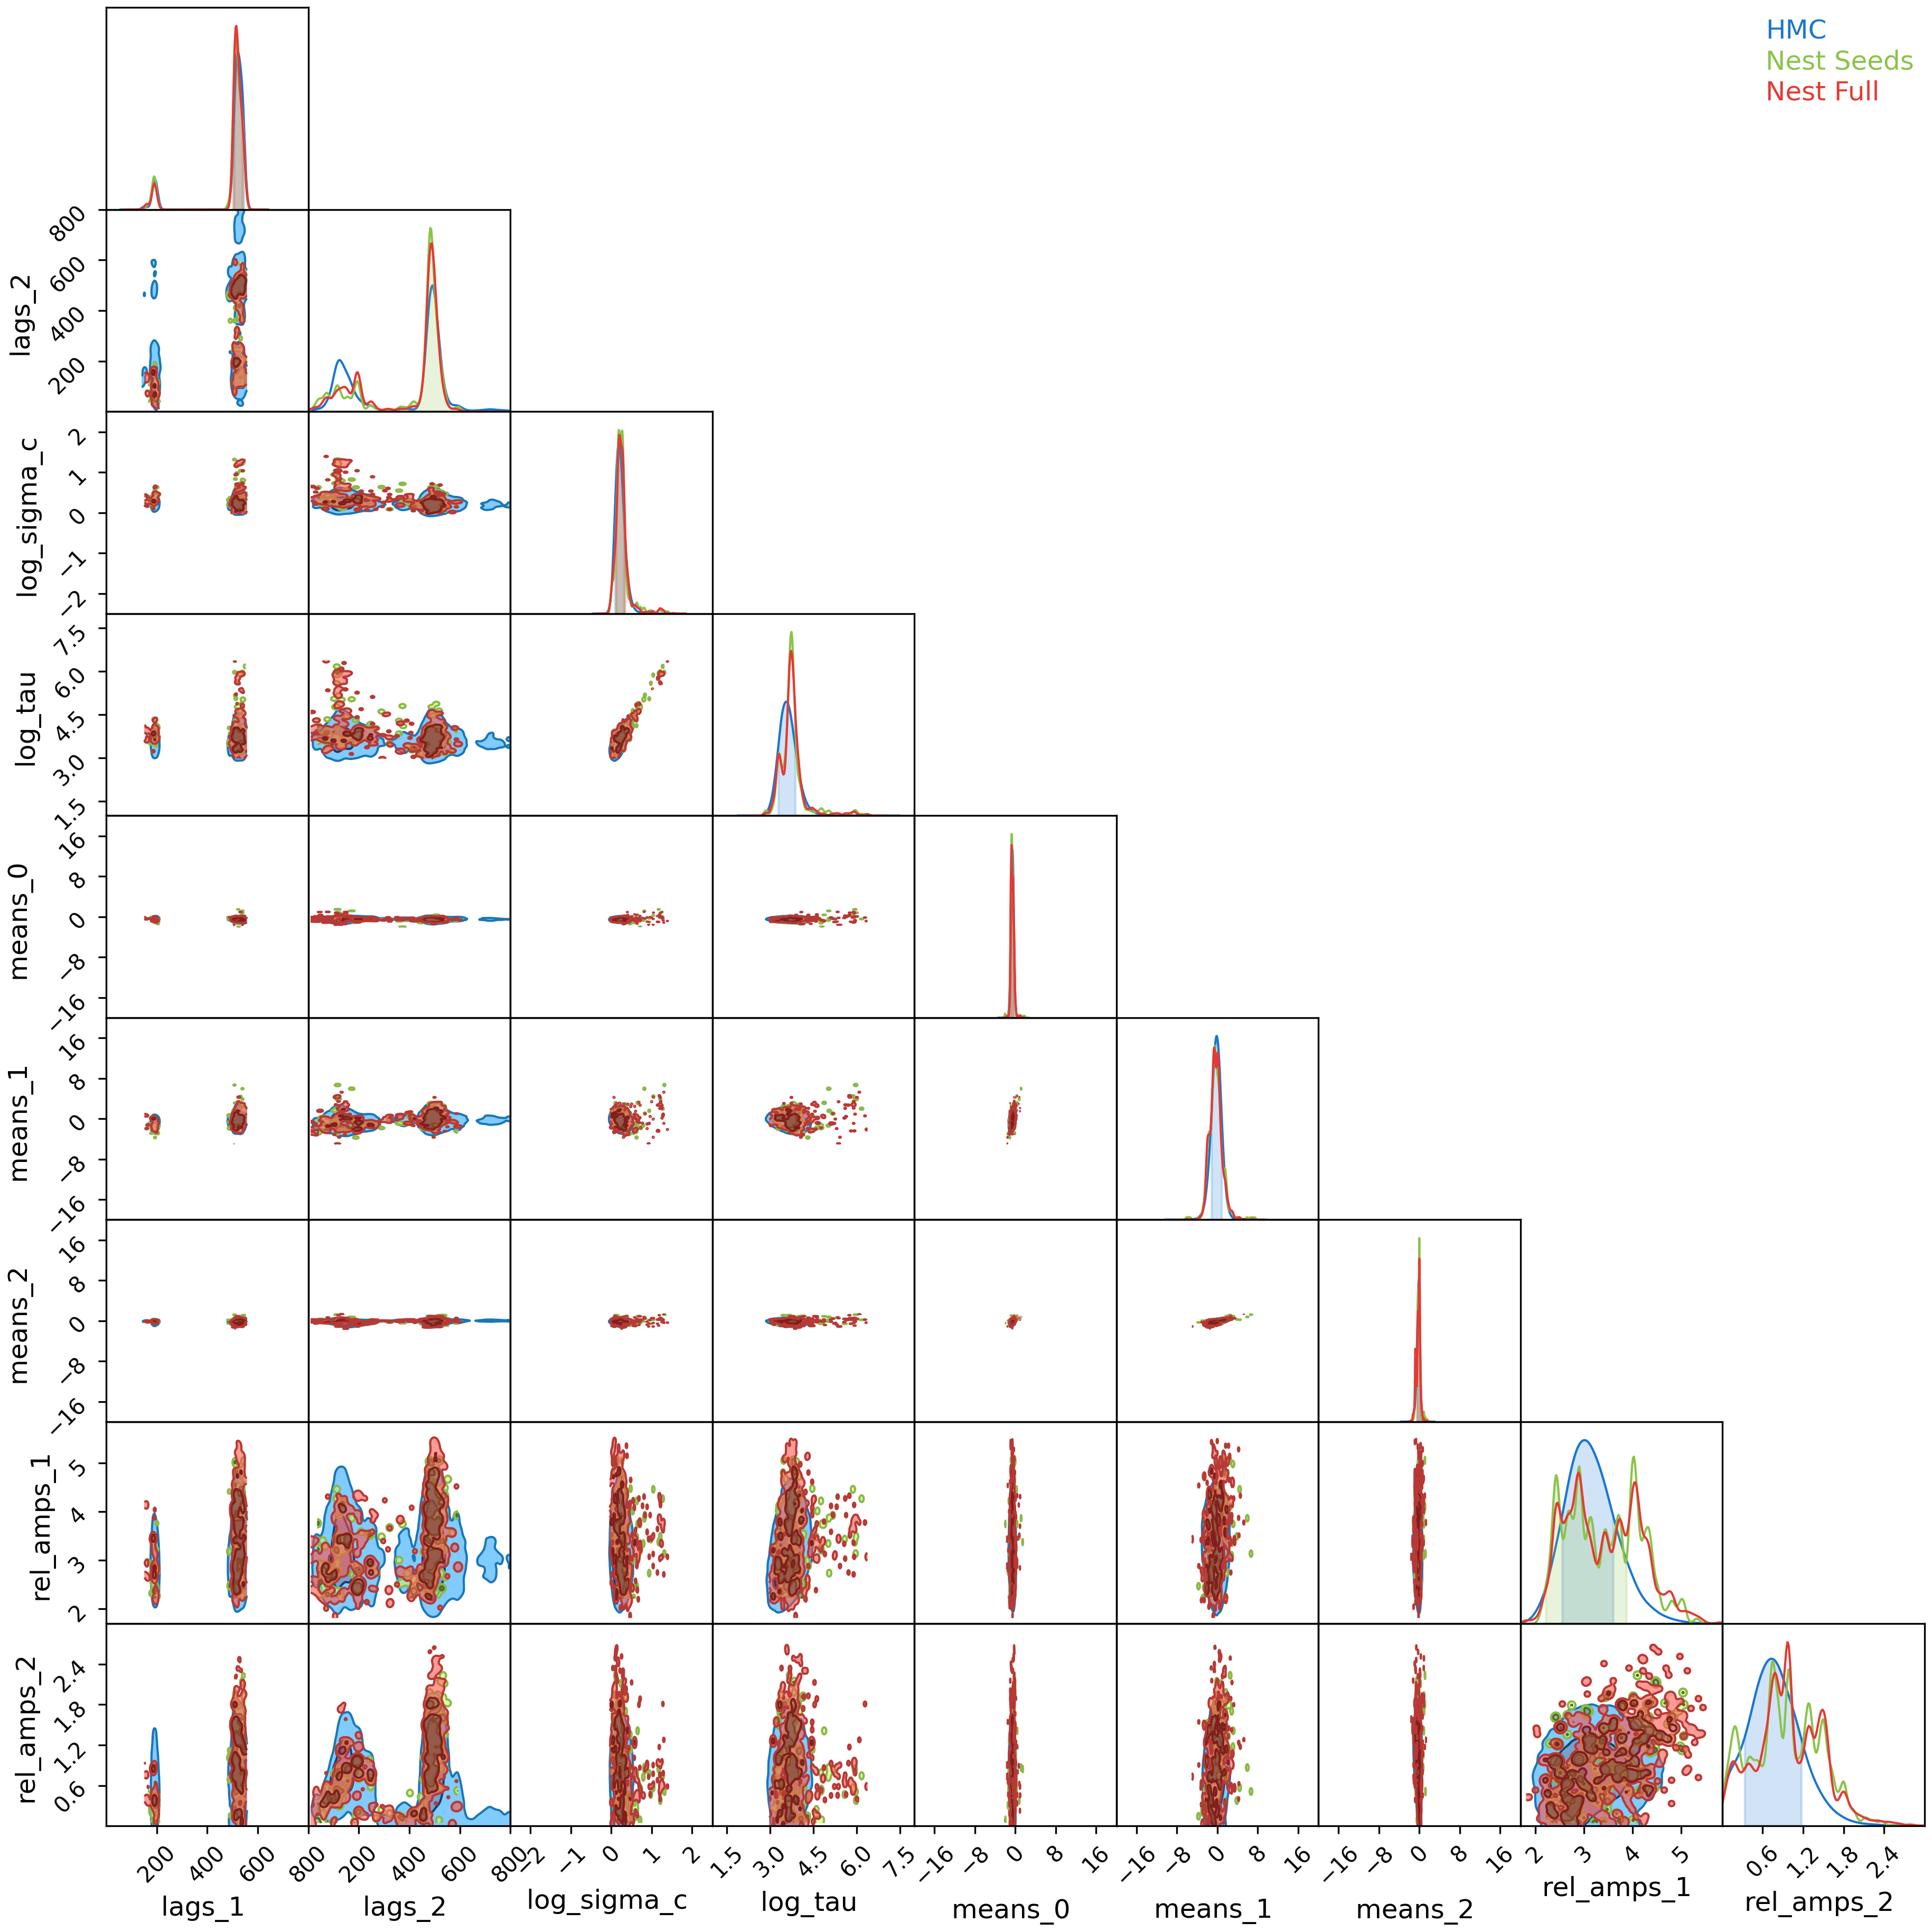 HMC
Nest Seeds
Nest Full
lags_2
800
600
400
200
log_sigma_c
2
1
0
−1
−2
log_tau
7.5
6.0
4.5
3.0
1.5
means_0
16
8
0
−8
−16
means_1
16
8
0
−8
−16
means_2
16
8
0
−8
−16
rel_amps_1
5
4
3
2
rel_amps_2
2.4
1.8
1.2
0.6
200 400 600 800
200 400 600 800
−2 −1 0 1 2
1.5 3.0 4.5 6.0 7.5
−16 −8 0 8 16
−16 −8 0 8 16
−16 −8 0 8 16
2 3 4 5
0.6 1.2 1.8 2.4
lags_1 lags_2 log_sigma_c log_tau means_0 means_1 means_2 rel_amps_1 rel_amps_2